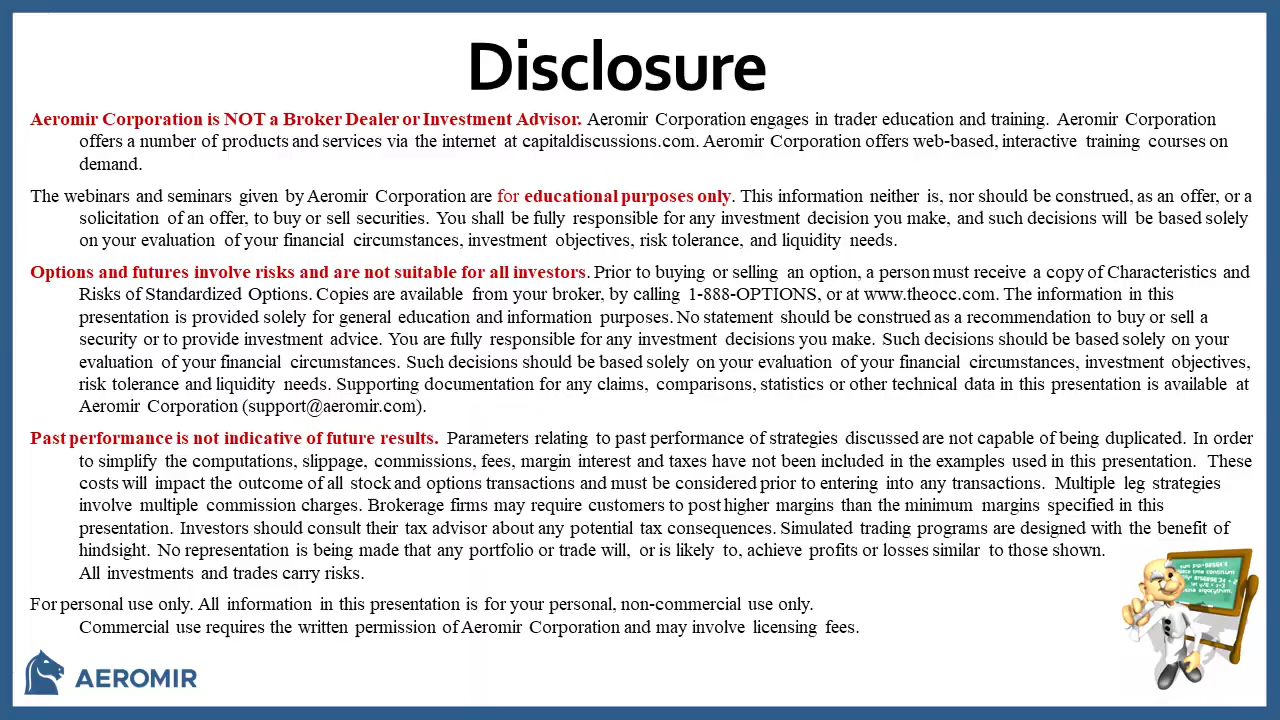 Disclosure
Aeromir Corporation is NOT a Broker Dealer or Investment Advisor. Aeromir Corporation engages in trader education and training. Aeromir Corporation
offers a number of products and services via the internet at capitaldiscussions.com. Aeromir Corporation offers web-based, interactive training courses on
demand.
The webinars and seminars given by Aeromir Corporation are for educational purposes only. This information neither is, nor should be construed, as an offer, or a
solicitation of an offer, to buy or sell securities. You shall be fully responsible for any investment decision you make, and such decisions will be based solely
on your evaluation of your financial circumstances, investment objectives, risk tolerance, and liquidity needs.
Options and futures involve risks and are not suitable for all investors. Prior to buying or selling an option, a person must receive a copy of Characteristics and
Risks of Standardized Options. Copies are available from your broker, by calling 1-888-OPTIONS, or at www.theocc.com. The information in this
presentation is provided solely for general education and information purposes. No statement should be construed as a recommendation to buy or sell a
security or to provide investment advice. You are fully responsible for any investment decisions you make. Such decisions should be based solely on your
evaluation of your financial circumstances. Such decisions should be based solely on your evaluation of your financial circumstances, investment objectives,
risk tolerance and liquidity needs. Supporting documentation for any claims, comparisons, statistics or other technical data in this presentation is available at
Aeromir Corporation (support@aeromir.com).
Past performance is not indicative of future results. Parameters relating to past performance of strategies discussed are not capable of being duplicated. In order
to simplify the computations, slippage, commissions, fees, margin interest and taxes have not been included in the examples used in this presentation. These
costs will impact the outcome of all stock and options transactions and must be considered prior to entering into any transactions. Multiple leg strategies
involve multiple commission charges. Brokerage firms may require customers to post higher margins than the minimum margins specified in this
presentation. Investors should consult their tax advisor about any potential tax consequences. Simulated trading programs are designed with the benefit of
hindsight. No representation is being made that any portfolio or trade will, or is likely to, achieve profits or losses similar to those shown.
All investments and trades carry risks.
For personal use only. All information in this presentation is for your personal, non-commercial use only.
Commercial use requires the written permission of Aeromir Corporation and may involve licensing fees.
AEROMIR